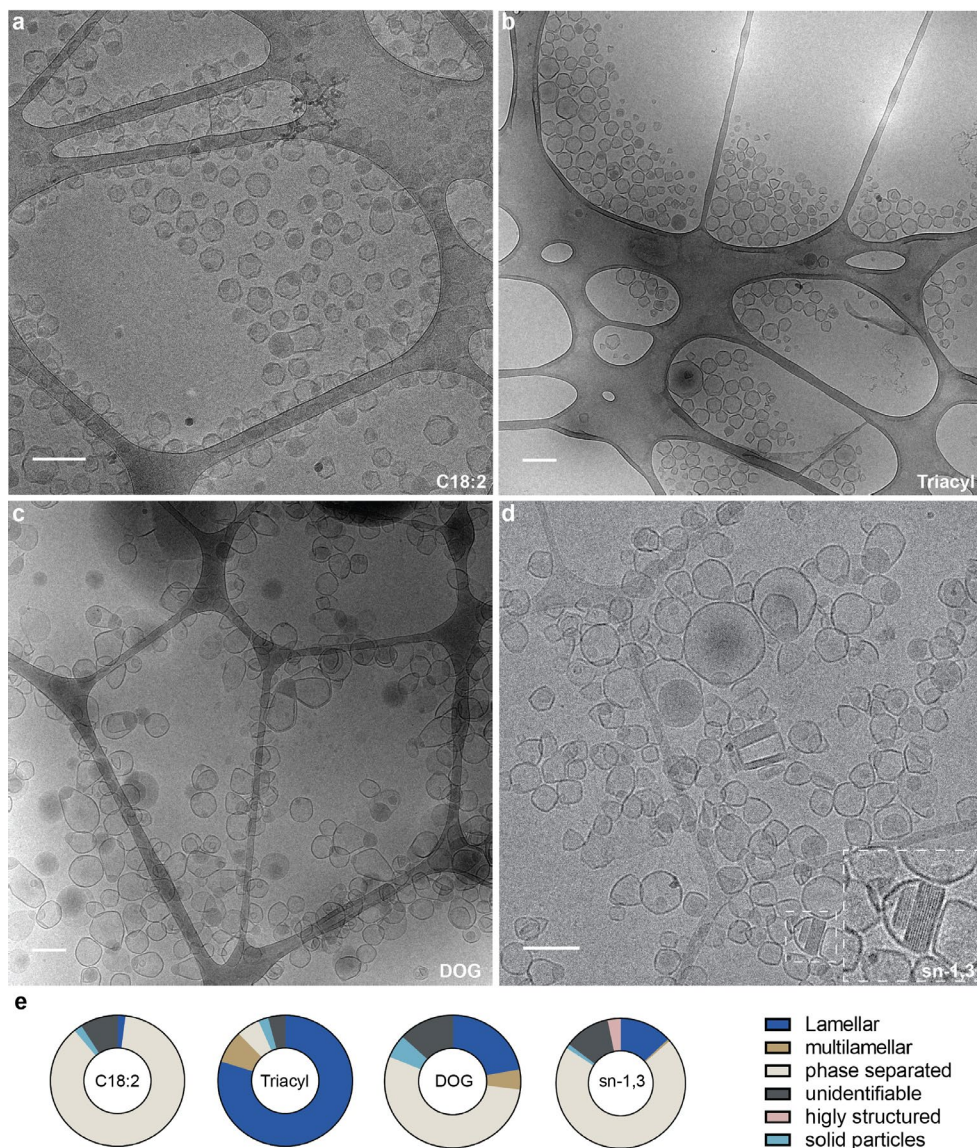 a
C18:2
b
Triacyl
c
DOG
d
sn-1,3
e
C18:2
Triacyl
DOG
sn-1,3
Lamellar
multilamellar
phase separated
unidentifiable
higly structured
solid particles